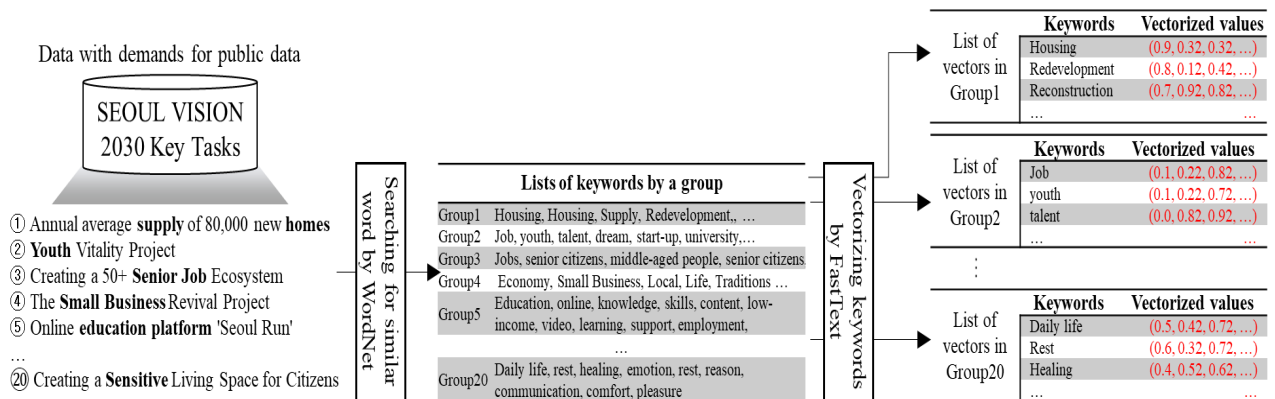 Data with demands for public data
SEOUL VISION
2030 Key Tasks
① Annual average supply of 80,000 new homes
② Youth Vitality Project
③ Creating a 50+ Senior Job Ecosystem
④ The Small Business Revival Project
⑤ Online education platform 'Seoul Run'
…
⑳ Creating a Sensitive Living Space for Citizens
Searching for similar
word by WordNet
Lists of keywords by a group
Group1 Housing, Housing, Supply, Redevelopment,, …
Group2 Job, youth, talent, dream, start-up, university,…
Group3 Jobs, senior citizens, middle-aged people, senior citizens
Group4 Economy, Small Business, Local, Life, Traditions …
Group5 Education, online, knowledge, skills, content, low-
income, video, learning, support, employment,
…
Group20 Daily life, rest, healing, emotion, rest, reason,
communication, comfort, pleasure
Vectorizing keywords
by FastText
List of
vectors in
Group1
Keywords Vectorized values
Housing (0.9, 0.32, 0.32, …)
Redevelopment (0.8, 0.12, 0.42, …)
Reconstruction (0.7, 0.92, 0.82, …)
… …
List of
vectors in
Group2
Keywords Vectorized values
Job (0.1, 0.22, 0.82, …)
youth (0.1, 0.22, 0.72, …)
talent (0.0, 0.82, 0.92, …)
… …
⋮
List of
vectors in
Group20
Keywords Vectorized values
Daily life (0.5, 0.42, 0.72, …)
Rest (0.6, 0.32, 0.72, …)
Healing (0.4, 0.52, 0.62, …)
… …